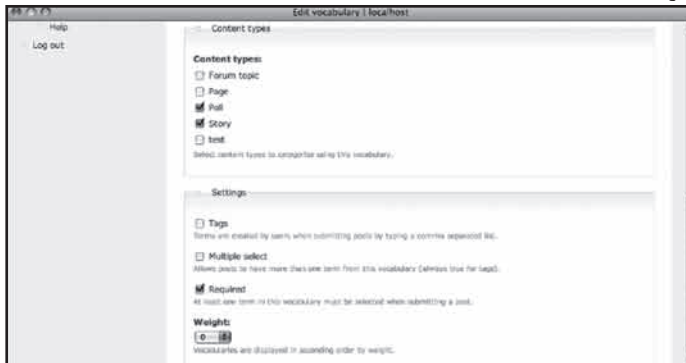 Edit vocabulary | localhost
Help
Log out
Content types
Content types:
Forum topic
Page
Poll
Story
test
Select content types to categorize using this vocabulary.
Settings
Tags
Terms are created by users when submitting posts by typing a comma separated list.
Multiple select
Allows posts to have more than one term from this vocabulary (always true for tags).
Required
At least one term in this vocabulary must be selected when submitting a post.
Weight:
0
Vocabularies are displayed in ascending order by weight.